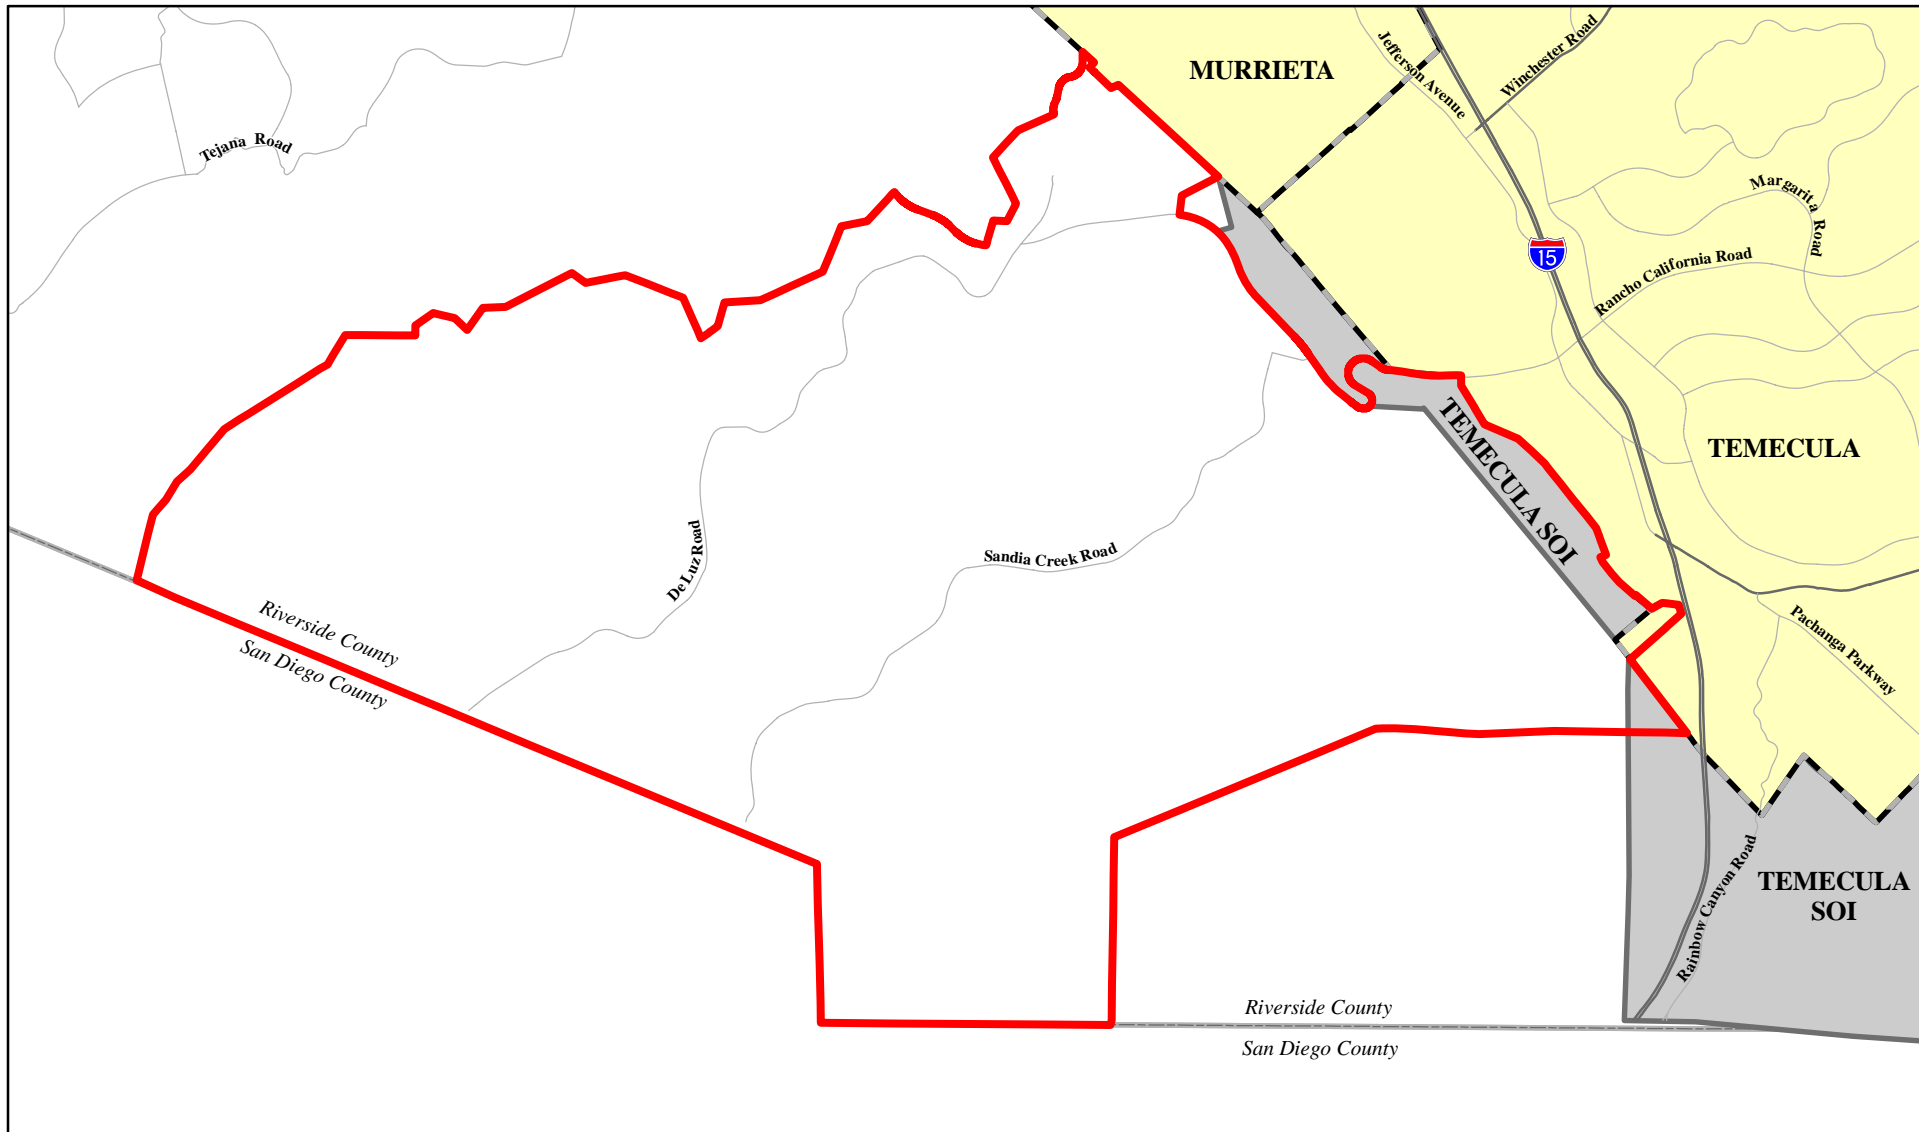 MURRIETA
Jefferson Avenue
Winchester Road
Tejana Road
Margarita Road
15
Rancho California Road
TEMECULA SOI
TEMECULA
De Luz Road
Sandia Creek Road
Riverside County
San Diego County
Pachanga Parkway
Rainbow Canyon Road
TEMECULA
SOI
Riverside County
San Diego County